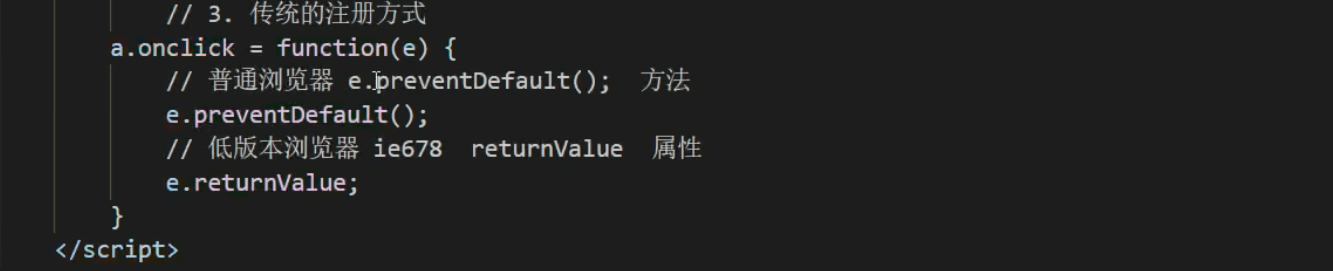 // 3. 传统的注册方式
a.onclick = function(e) {
// 普通浏览器 e.preventDefault();  方法
e.preventDefault();
// 低版本浏览器 ie678  returnValue  属性
e.returnValue;
}
</script>